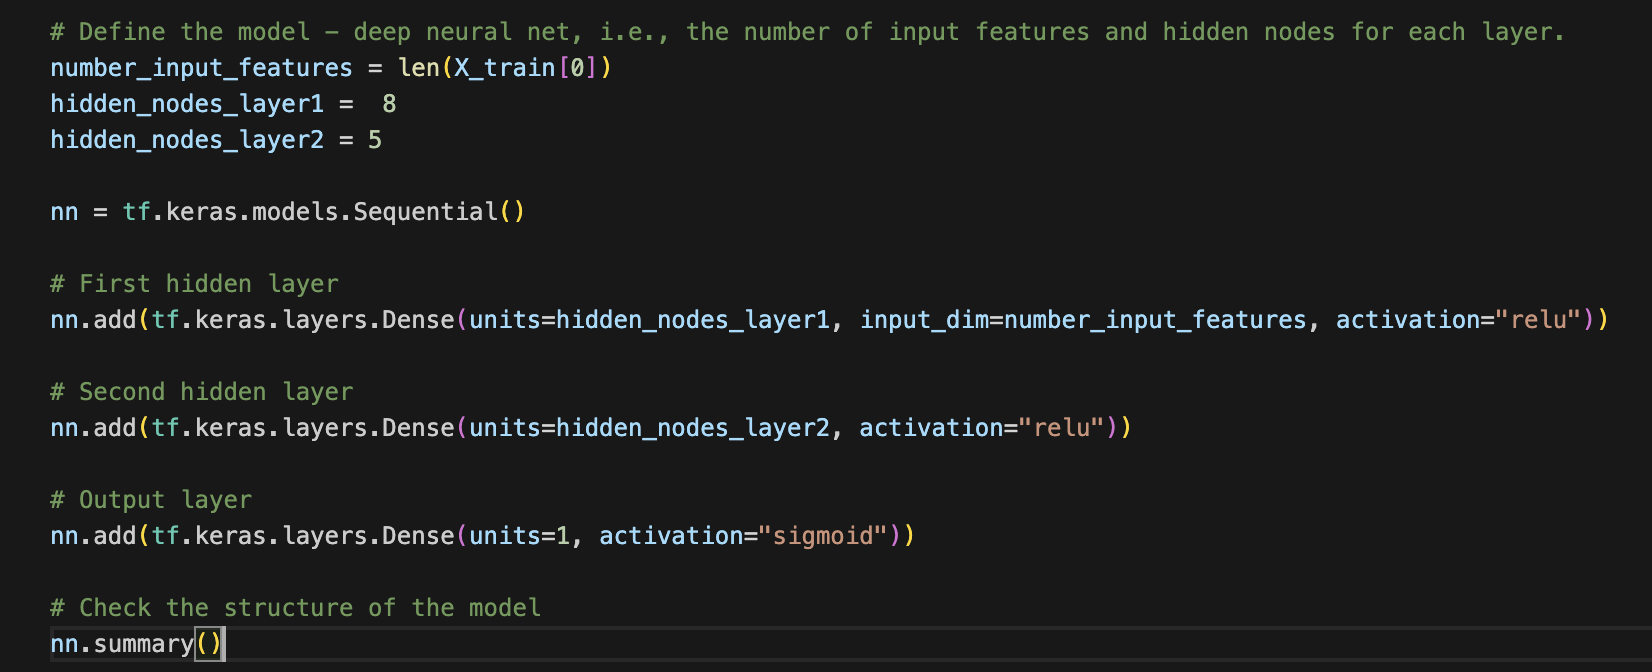 # Define the model – deep neural net, i.e., the number of input features and hidden nodes for each layer.
number_input_features = len(X_train[0])
hidden_nodes_layer1 =  8
hidden_nodes_layer2 = 5
nn = tf.keras.models.Sequential()
# First hidden layer
nn.add(tf.keras.layers.Dense(units=hidden_nodes_layer1, input_dim=number_input_features, activation="relu"))
# Second hidden layer
nn.add(tf.keras.layers.Dense(units=hidden_nodes_layer2, activation="relu"))
# Output layer
nn.add(tf.keras.layers.Dense(units=1, activation="sigmoid"))
# Check the structure of the model
nn.summary()